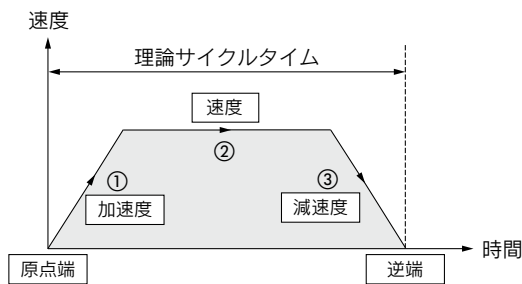 速度
理論サイクルタイム
速度
②
①
加速度
③
減速度
時間
原点端
逆端